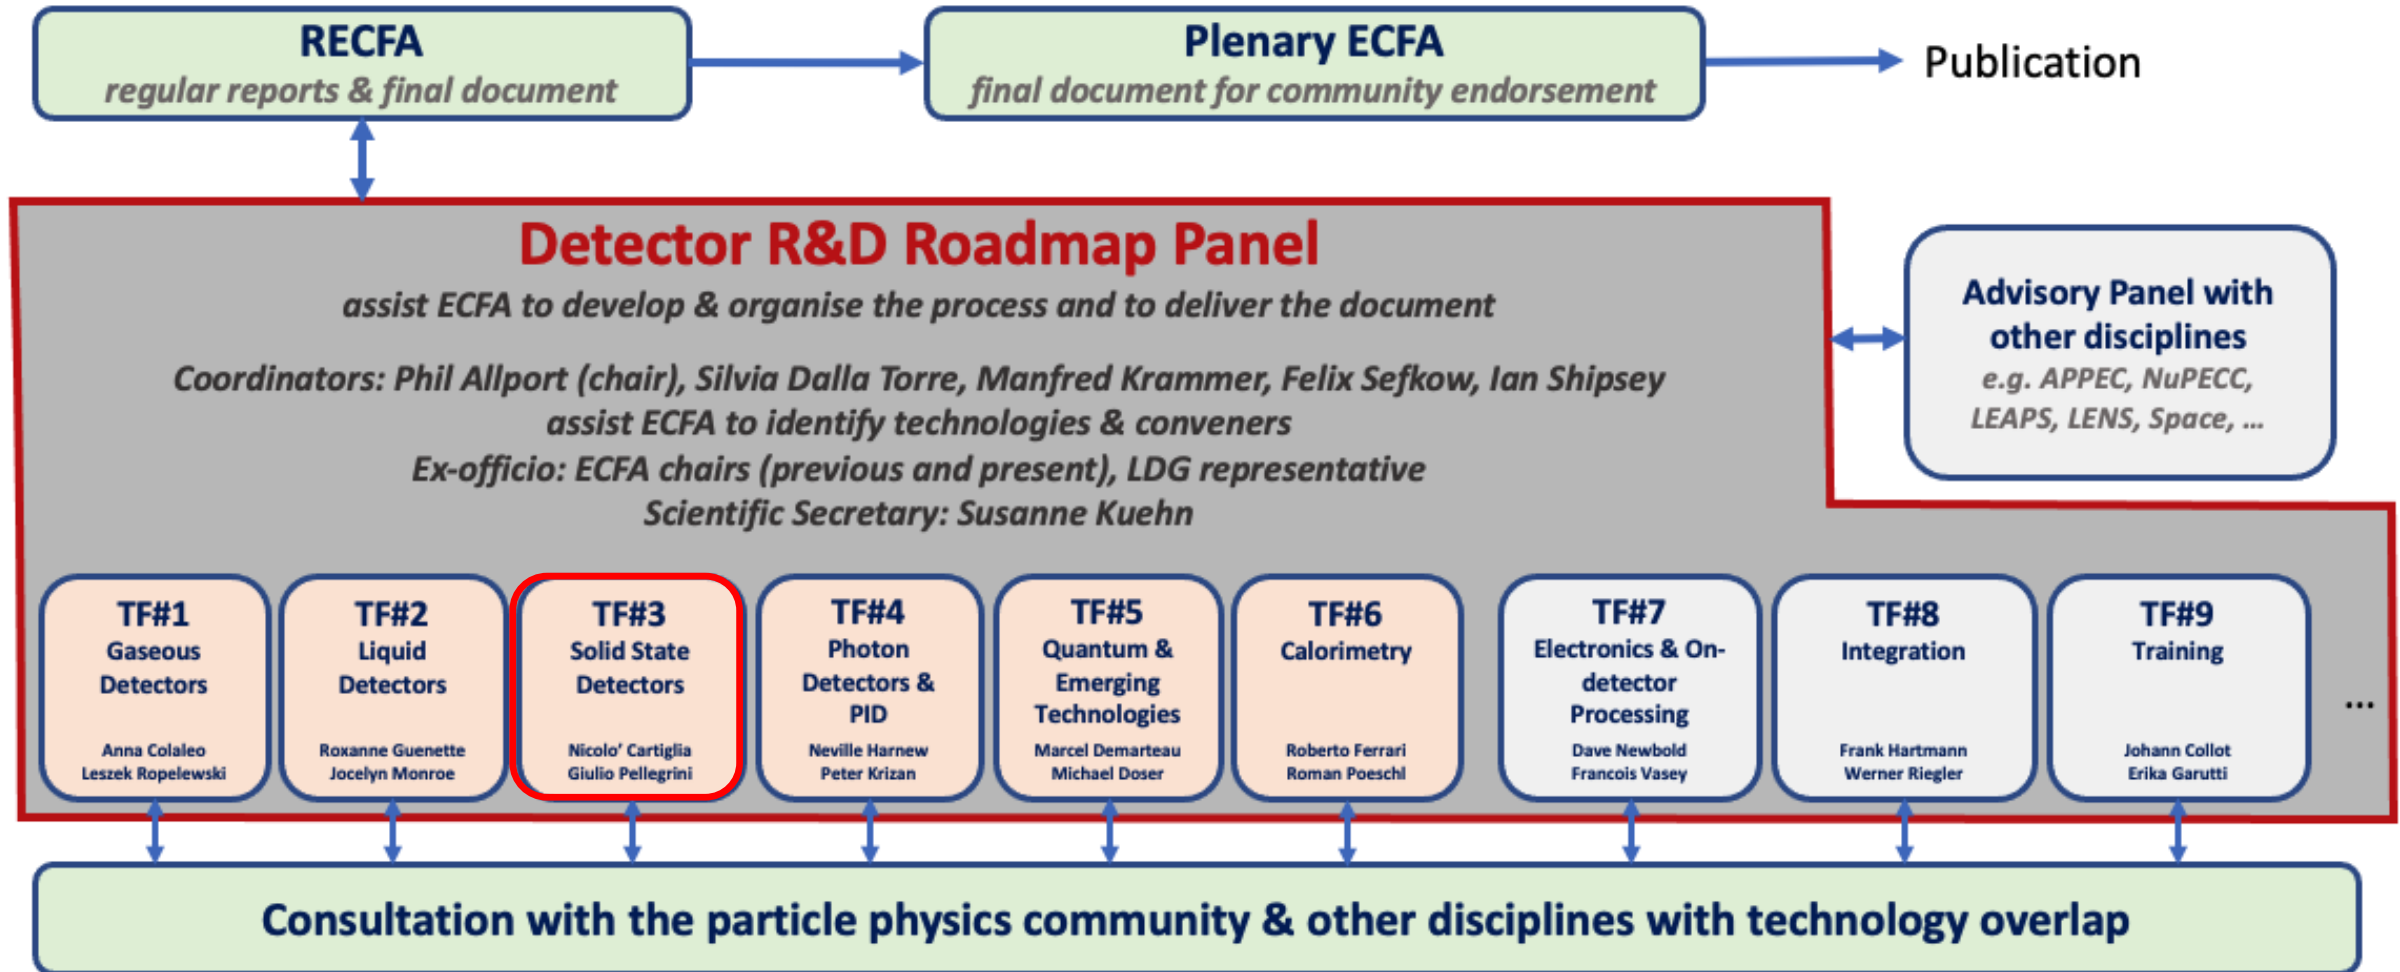 RECFA
regular reports & final document
Plenary ECFA
final document for community endorsement
Publication
Detector R&D Roadmap Panel
assist ECFA to develop & organise the process and to deliver the document
Coordinators: Phil Allport (chair), Silvia Dalla Torre, Manfred Krammer, Felix Sefkow, Ian Shipsey
assist ECFA to identify technologies & conveners
Ex-officio: ECFA chairs (previous and present), LDG representative
Scientific Secretary: Susanne Kuehn
Advisory Panel with
other disciplines
e.g. APPEC, NuPECC,
LEAPS, LENS, Space, ...
TF#1
Gaseous
Detectors
Anna Colaleo
Leszek Ropelewski
TF#2
Liquid
Detectors
Roxanne Guenette
Jocelyn Monroe
TF#3
Solid State
Detectors
Nicolo’ Cartiglia
Giulio Pellegrini
TF#4
Photon
Detectors &
PID
Neville Harnew
Peter Krizan
TF#5
Quantum &
Emerging
Technologies
Marcel Demarteau
Michael Doser
TF#6
Calorimetry
Roberto Ferrari
Roman Poeschl
TF#7
Electronics & On-
detector
Processing
Dave Newbold
Francois Vasey
TF#8
Integration
Frank Hartmann
Werner Riegler
TF#9
Training
Johann Collot
Erika Garutti
...
Consultation with the particle physics community & other disciplines with technology overlap